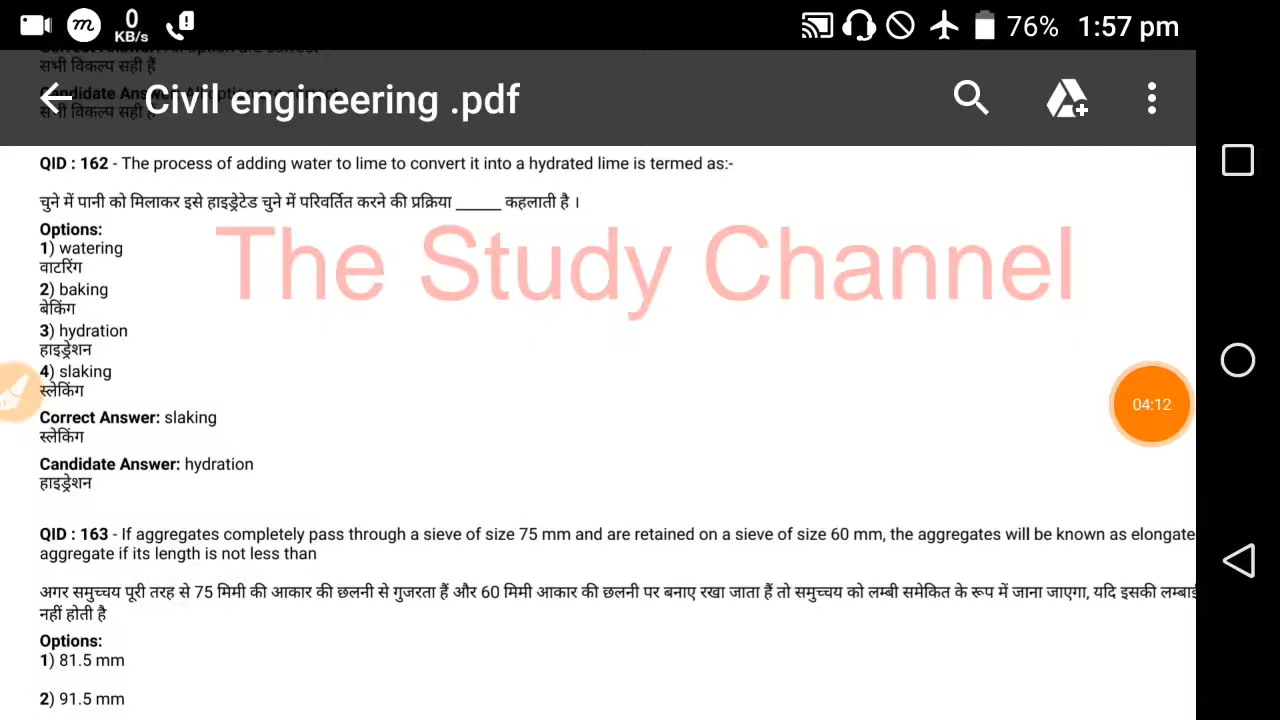 0
KB/s
76% 1:57 pm
सभी विकल्प सही हैं
Civil engineering .pdf
QID : 162 - The process of adding water to lime to convert it into a hydrated lime is termed as:-
चुने में पानी को मिलाकर इसे हाइड्रेटेड चुने में परिवर्तित करने की प्रक्रिया _____ कहलाती है ।
The Study Channel
Options:
1) watering
वाटरिंग
2) baking
बेकिंग
3) hydration
हाइड्रेशन
4) slaking
स्लेकिंग
04:12
Correct Answer: slaking
स्लेकिंग
Candidate Answer: hydration
हाइड्रेशन
QID : 163 - If aggregates completely pass through a sieve of size 75 mm and are retained on a sieve of size 60 mm, the aggregates will be known as elongate
aggregate if its length is not less than
अगर समुच्चय पूरी तरह से 75 मिमी की आकार की छलनी से गुजरता हैं और 60 मिमी आकार की छलनी पर बनाए रखा जाता हैं तो समुच्चय को लम्बी समेकित के रूप में जाना जाएगा, यदि इसकी लम्बाई
नहीं होती है
Options:
1) 81.5 mm
2) 91.5 mm